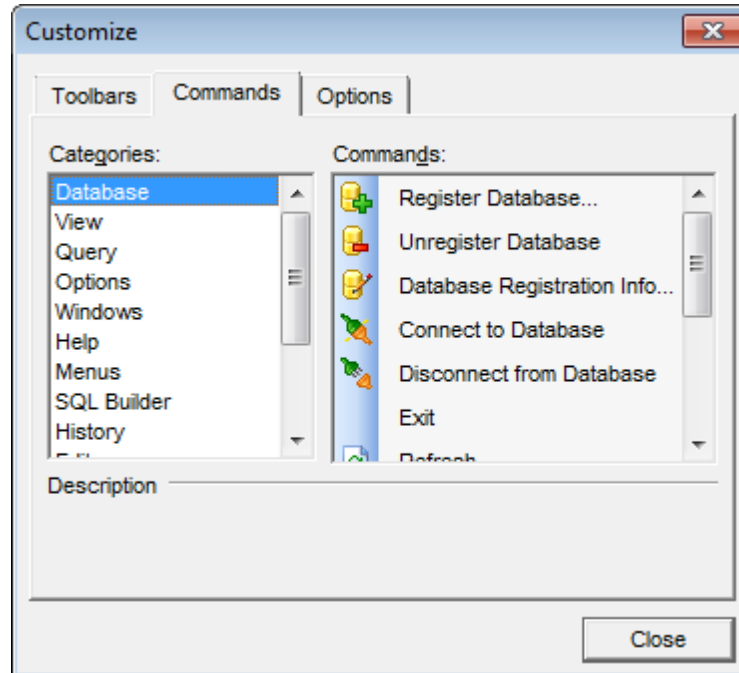 Customize
Toolbars Commands Options
Categories: Commands:
Database
View
Query
Options
Windows
Help
Menus
SQL Builder
History
Register Database...
Unregister Database
Database Registration Info...
Connect to Database
Disconnect from Database
Exit
Refresh
Description
Close